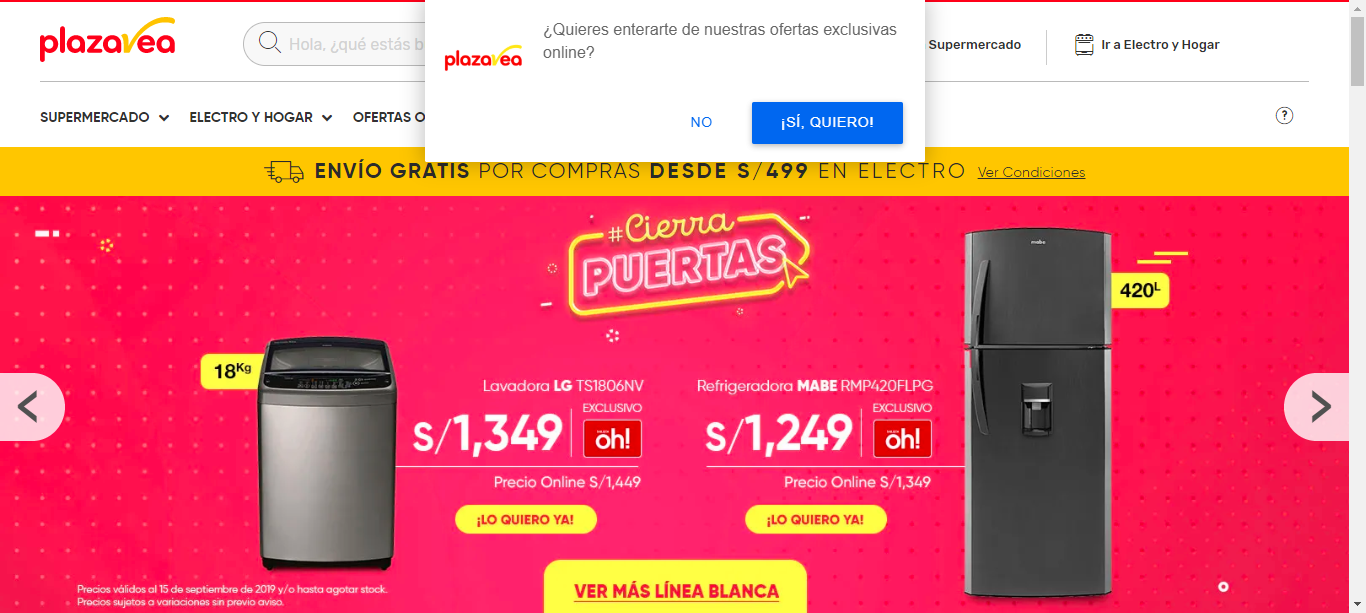 plazavea
Hola, ¿qué estás b
plazavea
¿Quieres enterarte de nuestras ofertas exclusivas
online?
NO
¡SÍ, QUIERO!
Supermercado
Ir a Electro y Hogar
SUPERMERCADO
ELECTRO Y HOGAR
OFERTAS O
?
ENVÍO GRATIS POR COMPRAS DESDE S/499 EN ELECTRO Ver Condiciones
#Cierra
PUERTAS
mabe
420L
18Kg
Lavadora LG TS1806NV
S/1,349
EXCLUSIVO
oh!
Precio Online S/1,449
¡LO QUIERO YA!
Refrigeradora MABE RMP420FLPG
S/1,249
EXCLUSIVO
oh!
Precio Online S/1,349
¡LO QUIERO YA!
VER MÁS LÍNEA BLANCA
Precios válidos al 15 de septiembre de 2019 y/o hasta agotar stock.
Precios sujetos a variaciones sin previo aviso.